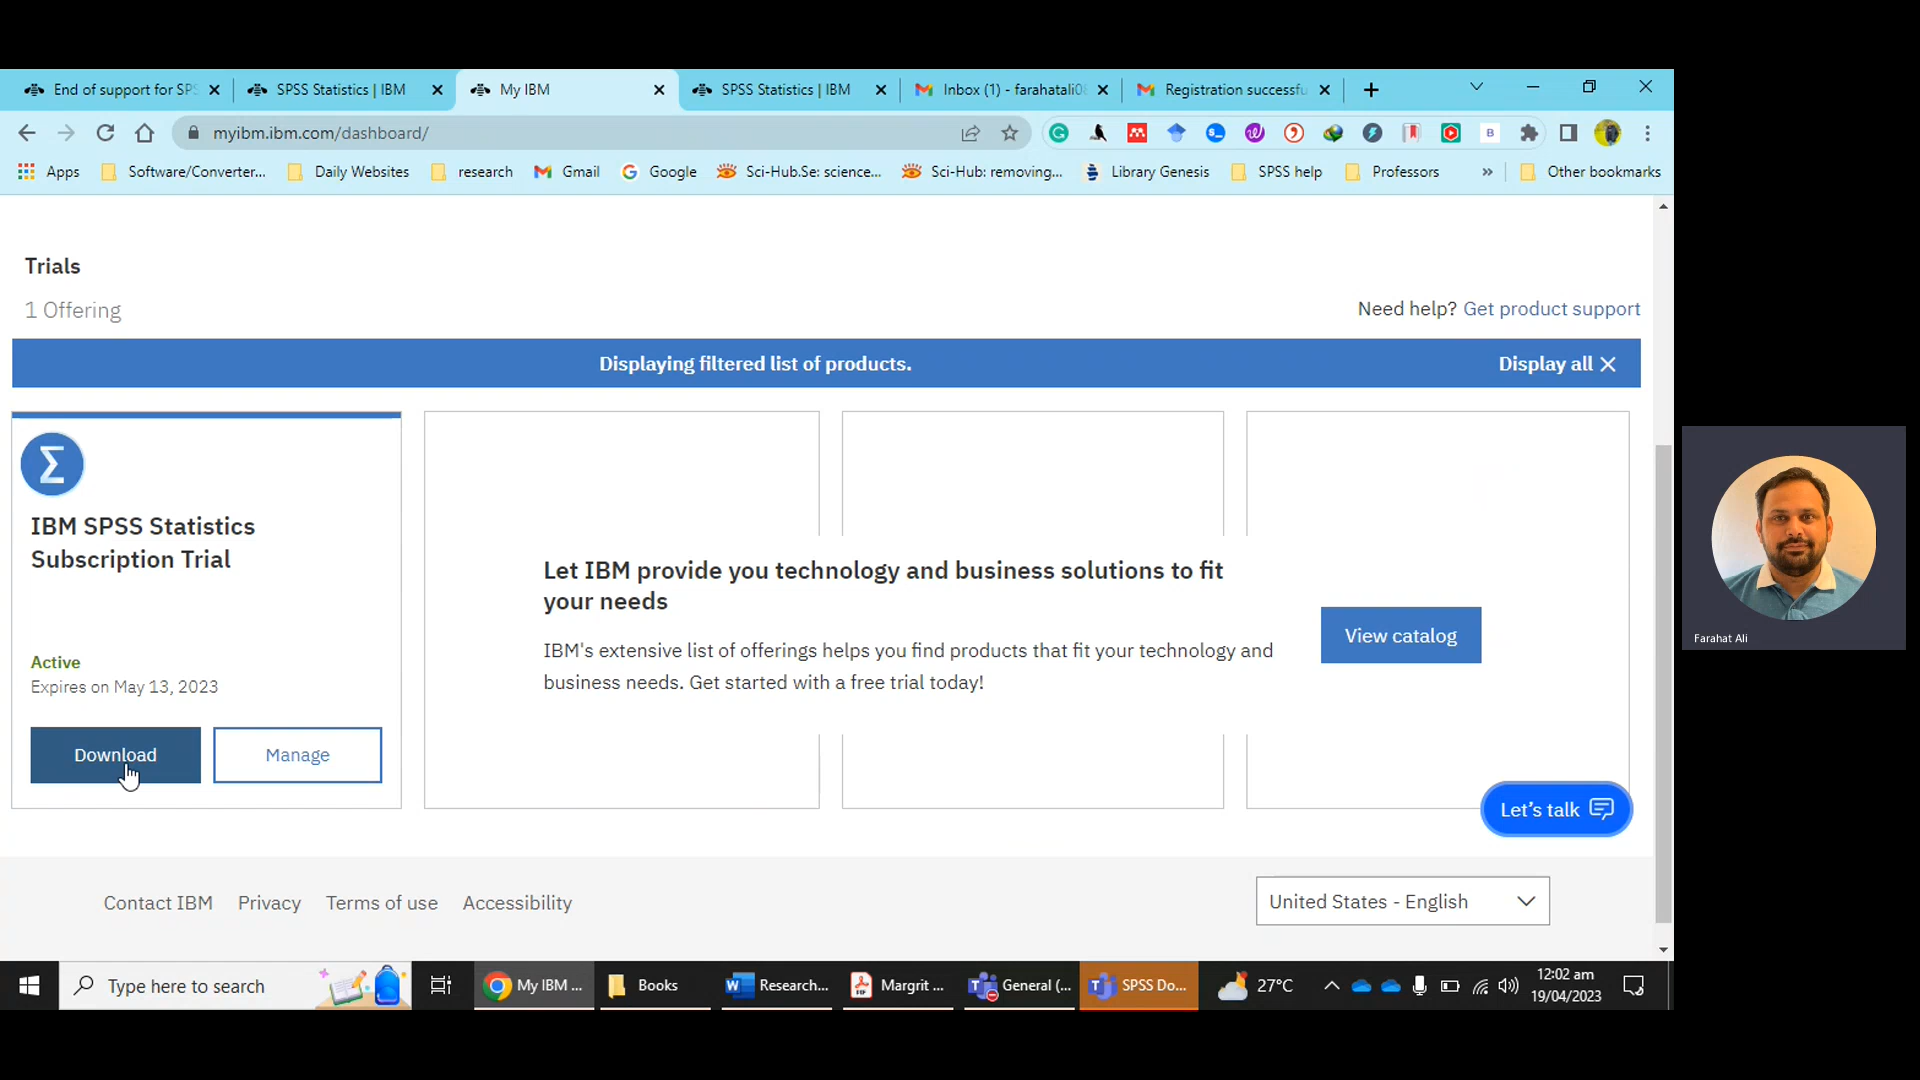 End of support for SPS
SPSS Statistics | IBM
My IBM
SPSS Statistics | IBM
Inbox (1) - farahatali0
Registration successfu
myibm.ibm.com/dashboard/
Apps
Software/Converter...
Daily Websites
research
Gmail
Google
Sci-Hub.Se: science...
Sci-Hub: removing...
Library Genesis
SPSS help
Professors
»
Other bookmarks
Trials
1 Offering
Need help? Get product support
Displaying filtered list of products.
Display all
IBM SPSS Statistics
Subscription Trial
Active
Expires on May 13, 2023
Download
Manage
Let IBM provide you technology and business solutions to fit
your needs
IBM's extensive list of offerings helps you find products that fit your technology and
business needs. Get started with a free trial today!
View catalog
Let's talk
Farahat Ali
Contact IBM
Privacy
Terms of use
Accessibility
United States - English
Type here to search
My IBM ...
Books
Research...
Margrit ...
General (...
SPSS Do...
27°C
12:02 am
19/04/2023